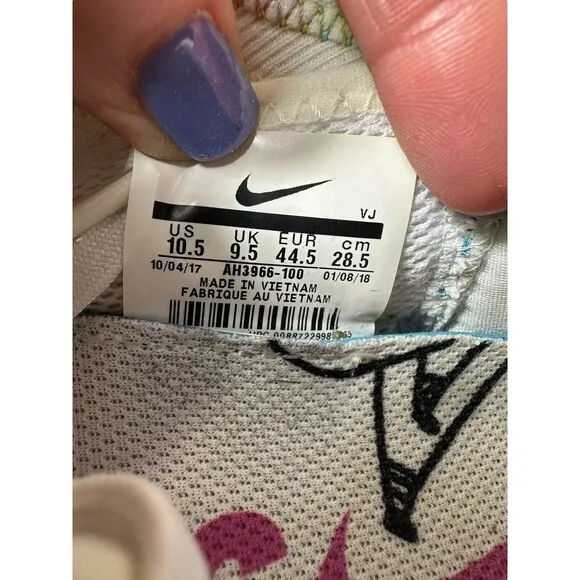 VJ
US UK EUR cm
10.5 9.5 44.5 28.5
10/04/17 AH3966-100 01/08/18
MADE IN VIETNAM
FABRIQUE AU VIETNAM